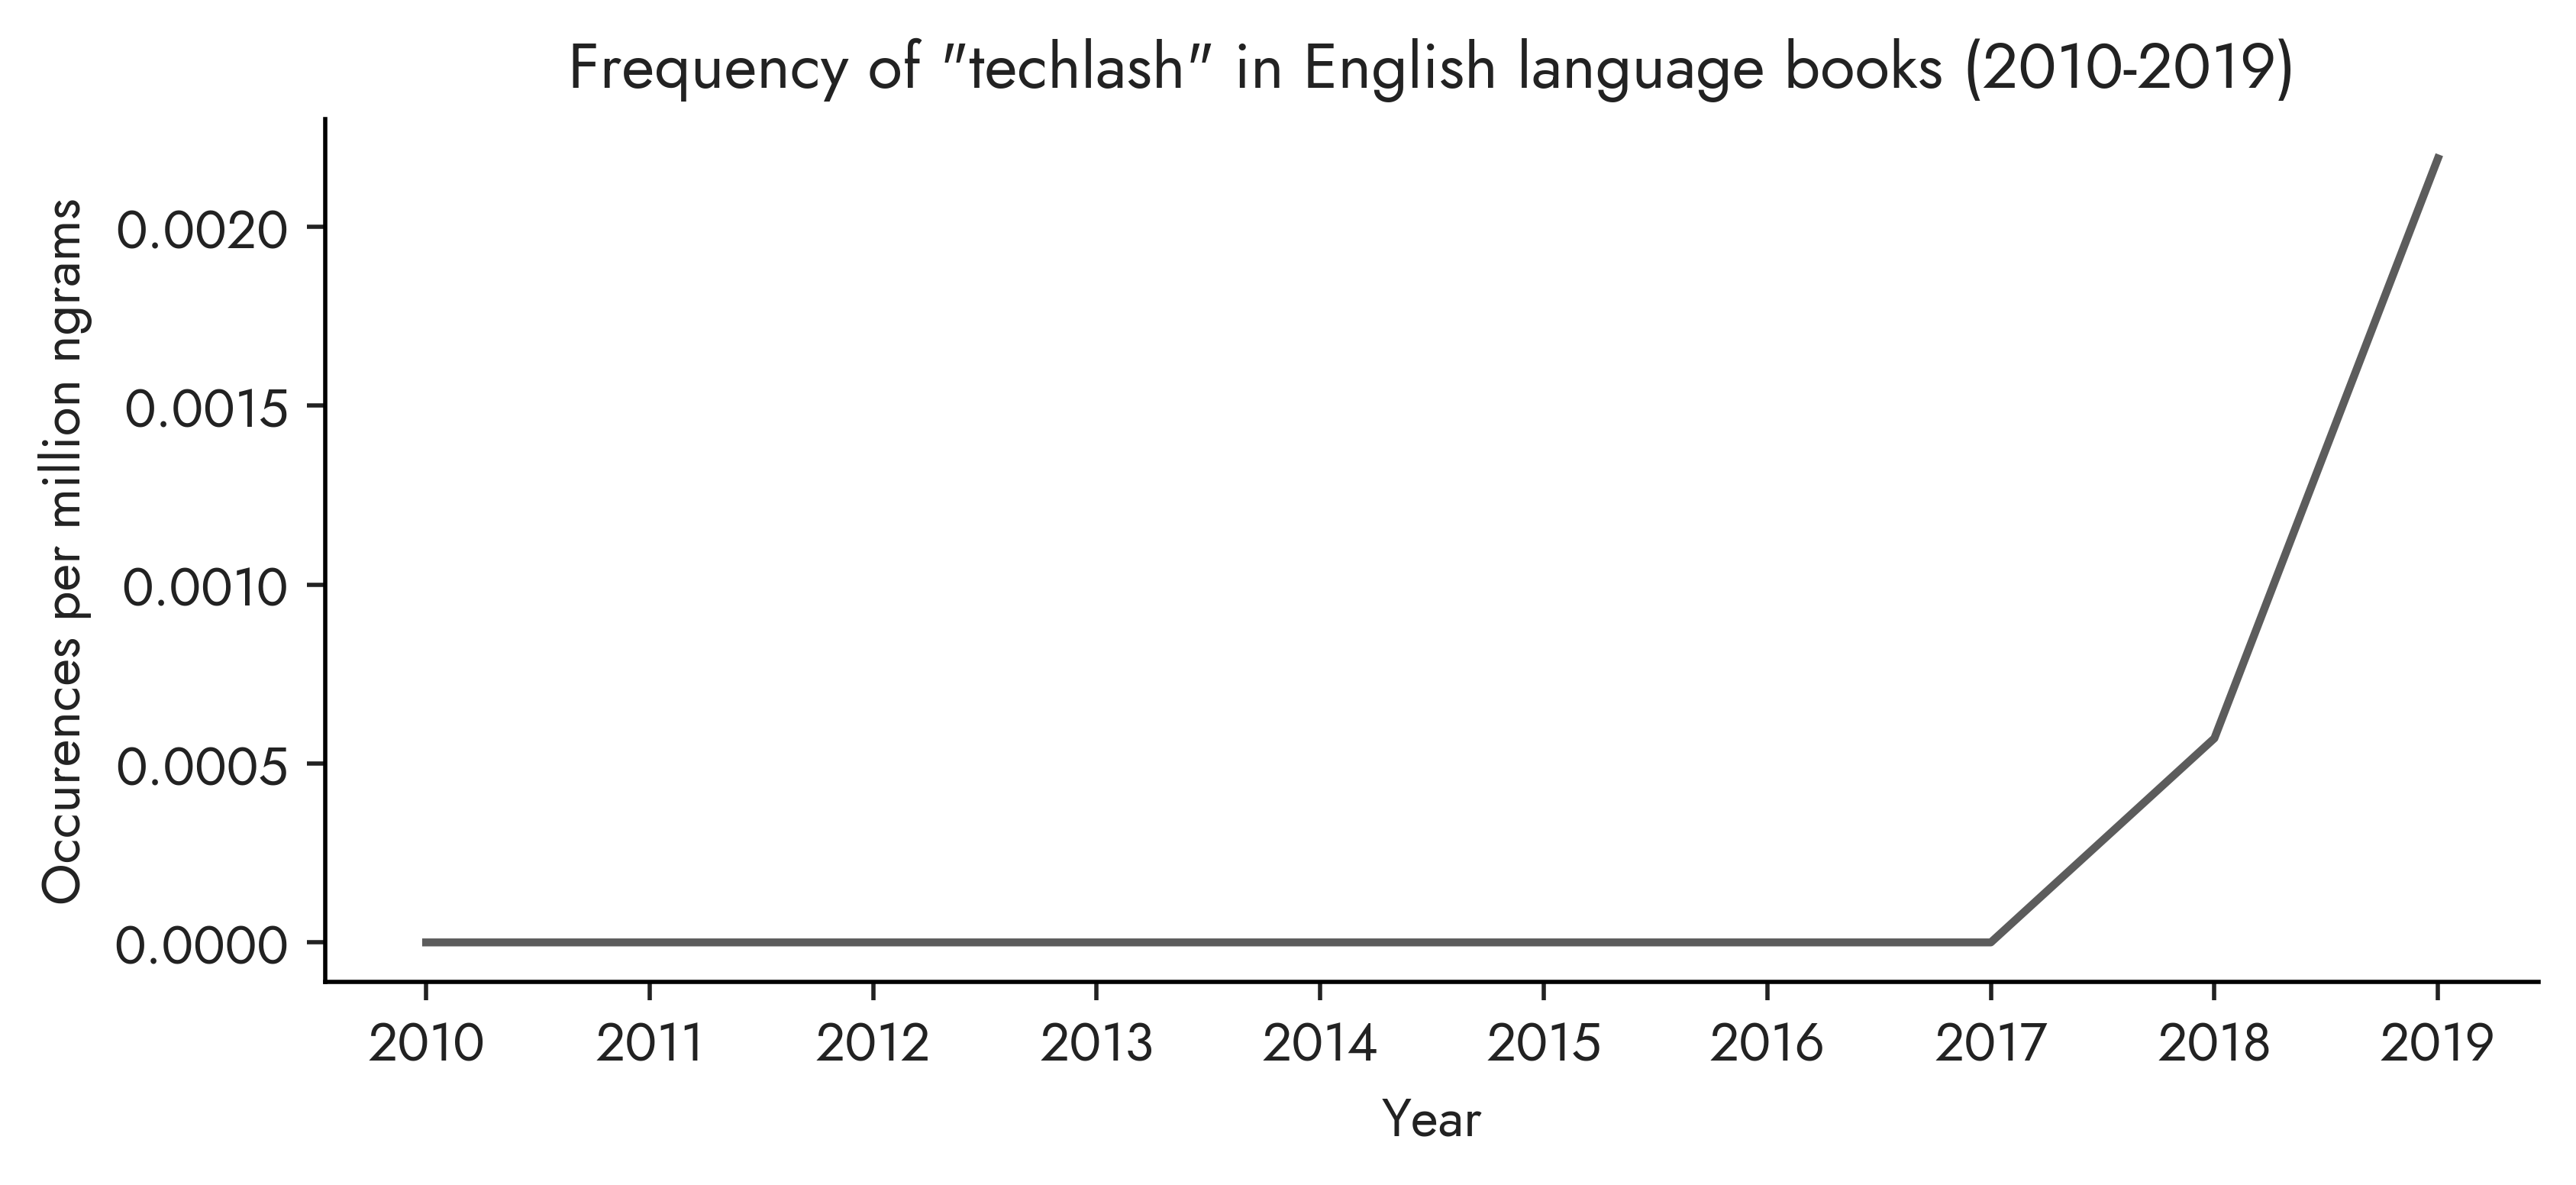 Frequency of "techlash" in English language books (2010-2019)
Occurences per million ngrams
0.0020
0.0015
0.0010
0.0005
0.0000
2010 2011 2012 2013 2014 2015 2016 2017 2018 2019
Year